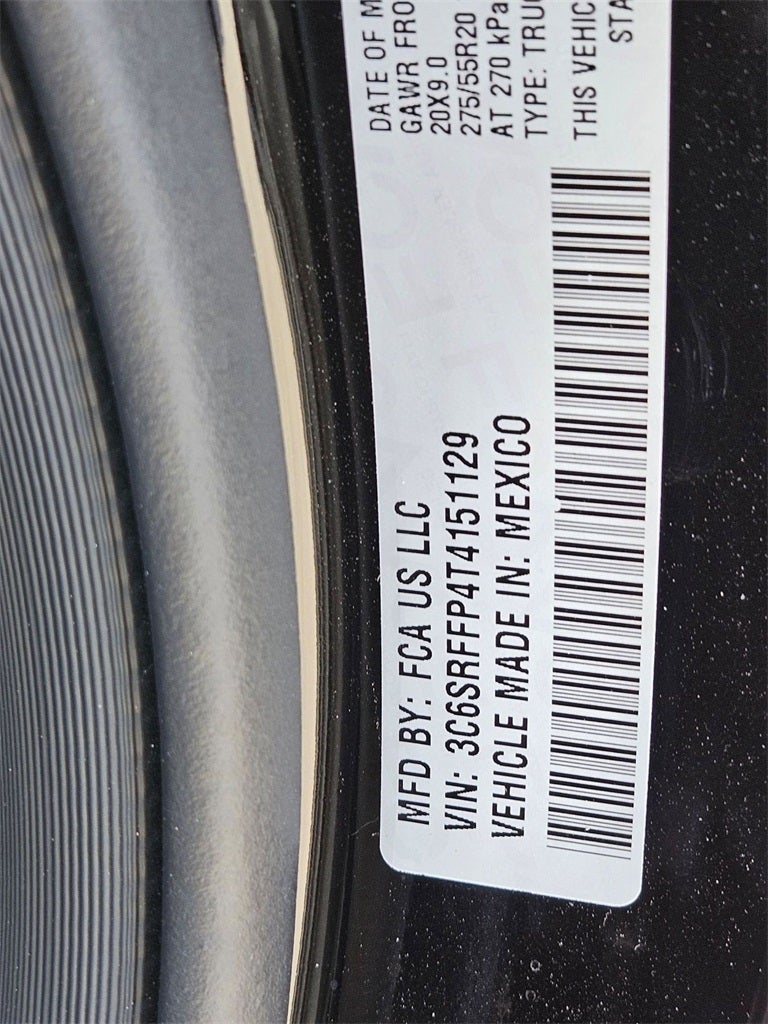 MFD BY: FCA US LLC
VIN: 3C6SRFFP4T4151129
VEHICLE MADE IN: MEXICO
DATE OF M
GAWR FRO
20X9.0
275/55R20
AT 270 kPa
TYPE: TRUC
THIS VEHIC
STA